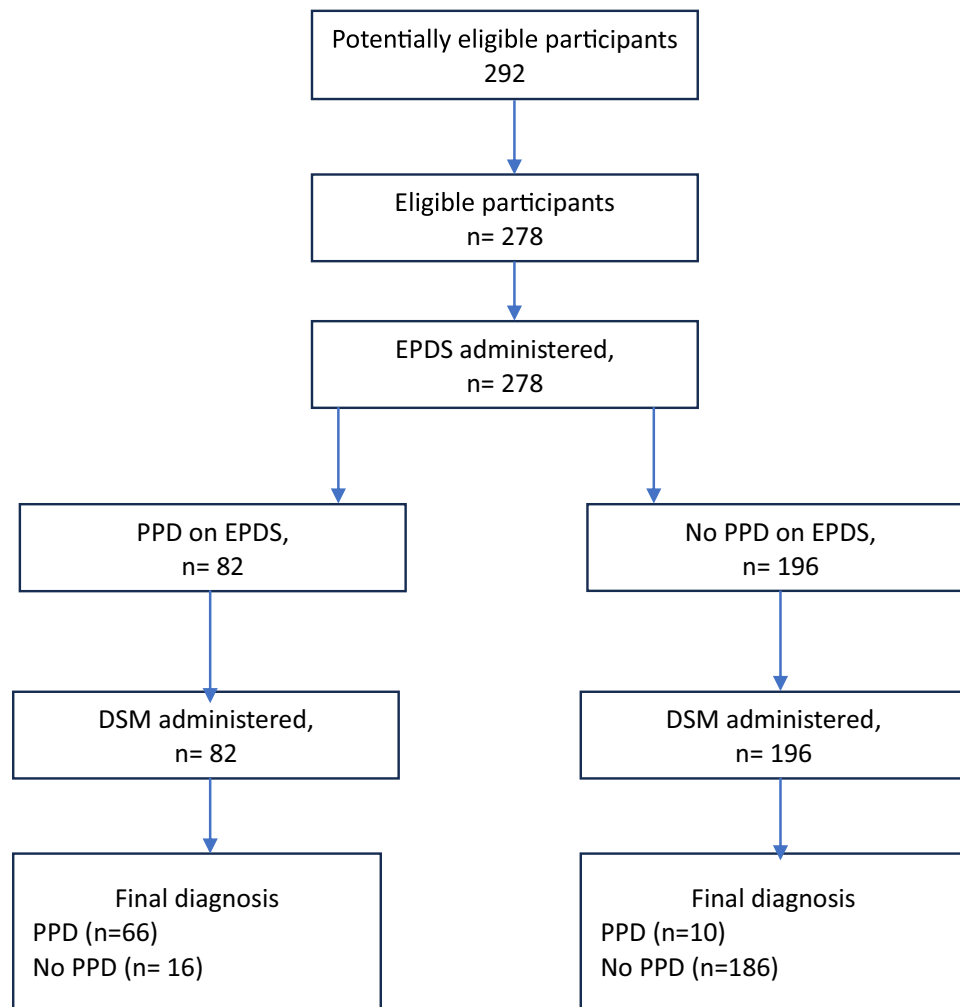 Potentially eligible participants
292
Eligible participants
n= 278
EPDS administered,
n= 278
PPD on EPDS,
n= 82
No PPD on EPDS,
n= 196
DSM administered,
n= 82
DSM administered,
n= 196
Final diagnosis
PPD (n=66)
No PPD (n= 16)
Final diagnosis
PPD (n=10)
No PPD (n=186)